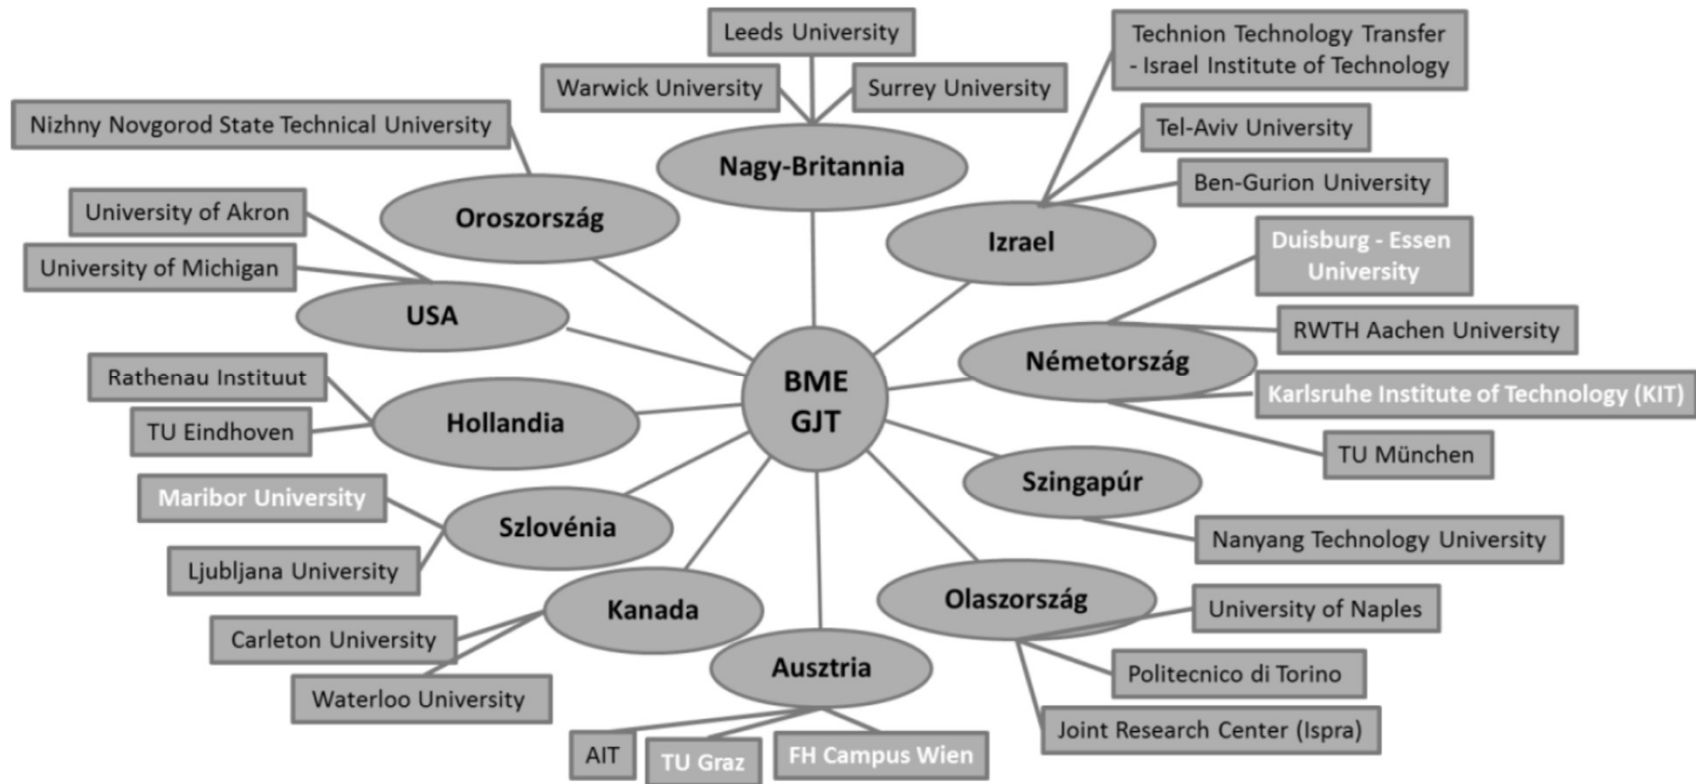 Leeds University
Warwick University
Surrey University
Nagy-Britannia
Technion Technology Transfer
- Israel Institute of Technology
Tel-Aviv University
Ben-Gurion University
Izrael
Nizhny Novgorod State Technical University
Oroszország
University of Akron
University of Michigan
USA
Duisburg - Essen
University
RWTH Aachen University
Németország
Karlsruhe Institute of Technology (KIT)
TU München
BME
GJT
Rathenau Instituut
TU Eindhoven
Hollandia
Szingapúr
Nanyang Technology University
Maribor University
Ljubljana University
Szlovénia
Olaszország
University of Naples
Politecnico di Torino
Joint Research Center (Ispra)
Kanada
Carleton University
Waterloo University
Ausztria
AIT
TU Graz
FH Campus Wien